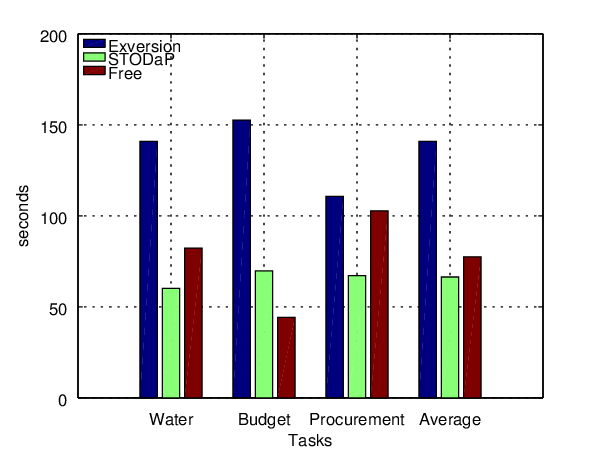 200
150
100
50
0
seconds
Exversion
STODaP
Free
Water Budget Procurement Average
Tasks